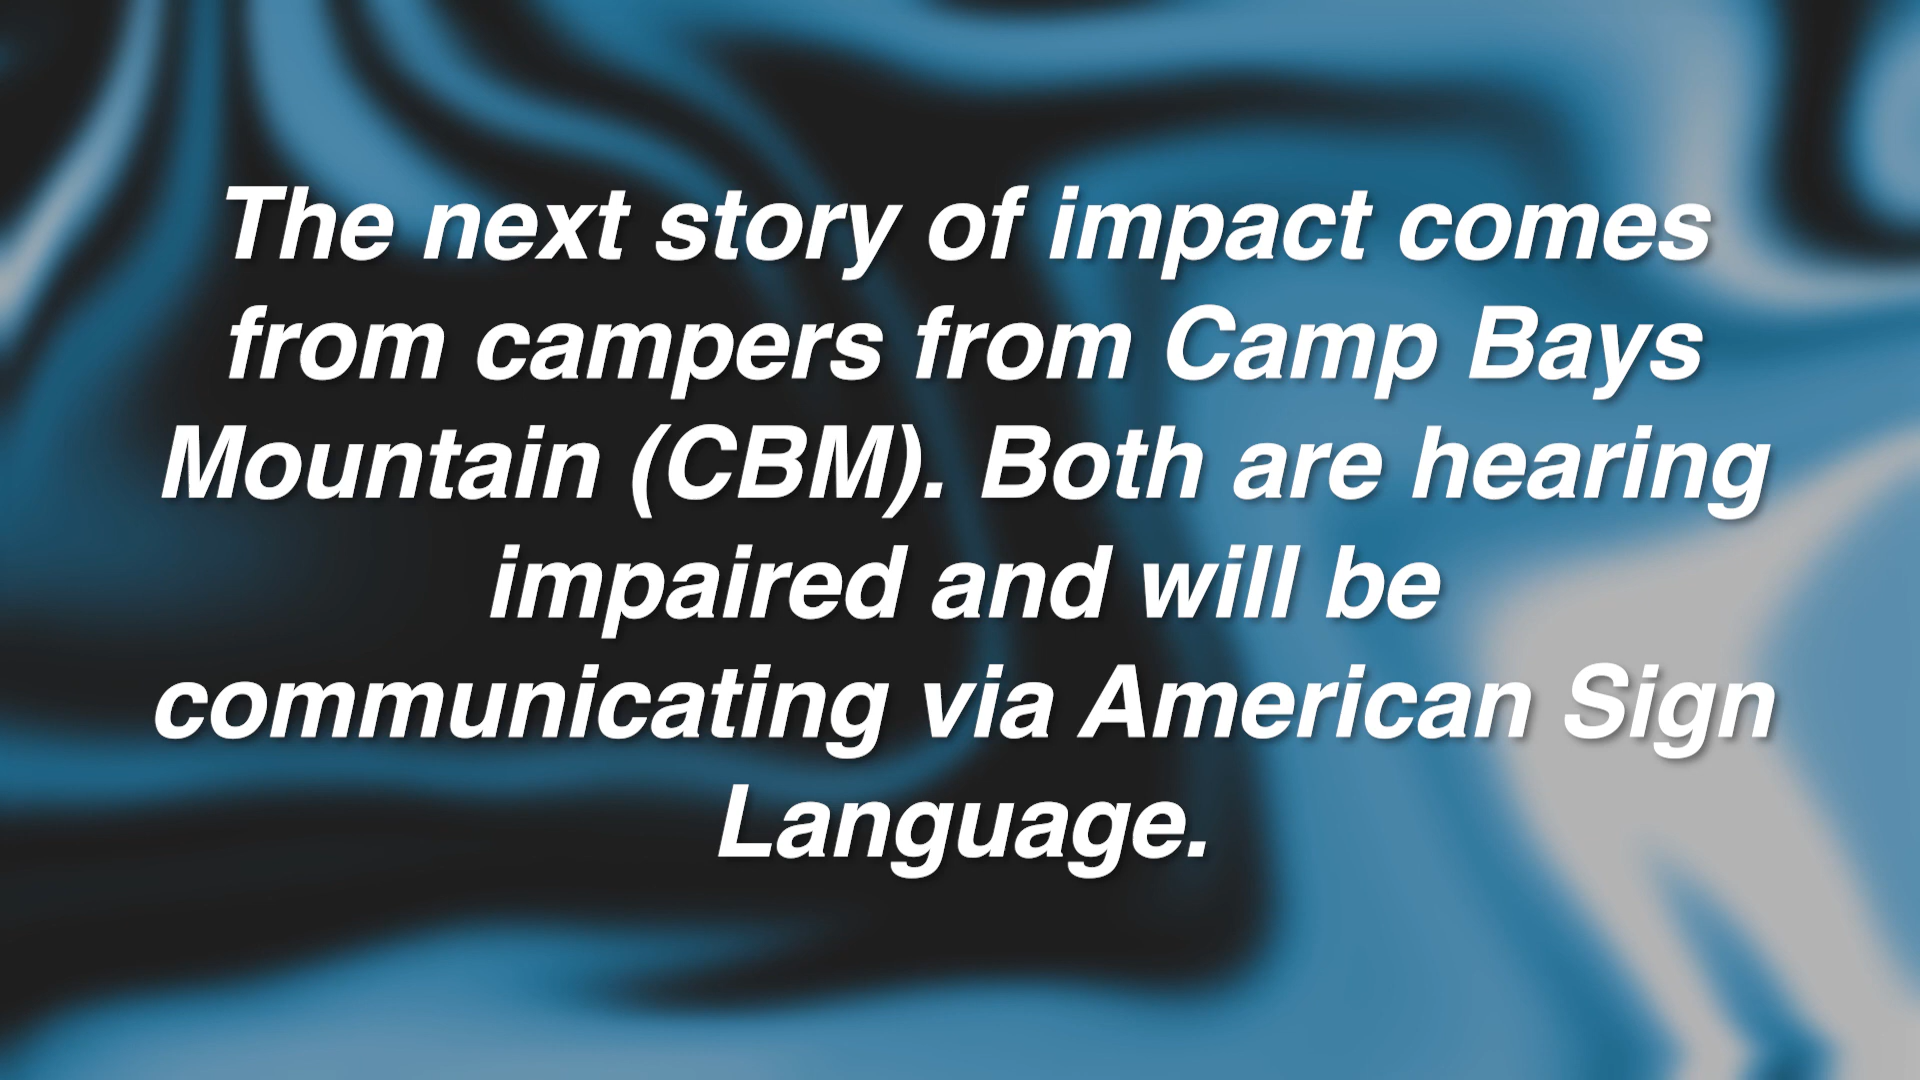 The next story of impact comes
from campers from Camp Bays
Mountain (CBM). Both are hearing
impaired and will be
communicating via American Sign
Language.